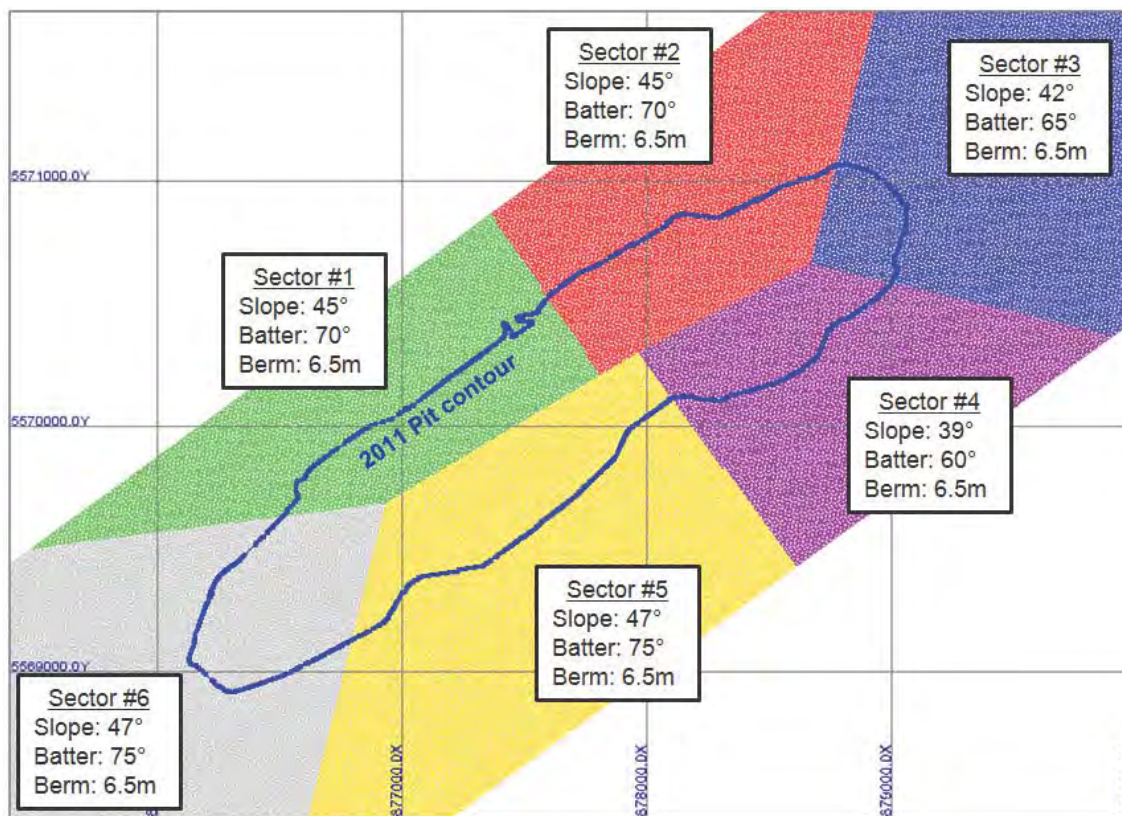 Sector #2
Slope: 45°
Batter: 70°
Berm: 6.5m
Sector #3
Slope: 42°
Batter: 65°
Berm: 6.5m
5571000.0Y
Sector #1
Slope: 45°
Batter: 70°
Berm: 6.5m
2011 Pit contour
5570000.0Y
Sector #4
Slope: 39°
Batter: 60°
Berm: 6.5m
Sector #5
Slope: 47°
Batter: 75°
Berm: 6.5m
5569000.0Y
Sector #6
Slope: 47°
Batter: 75°
Berm: 6.5m
877000.0X
878000.0X
879000.0X